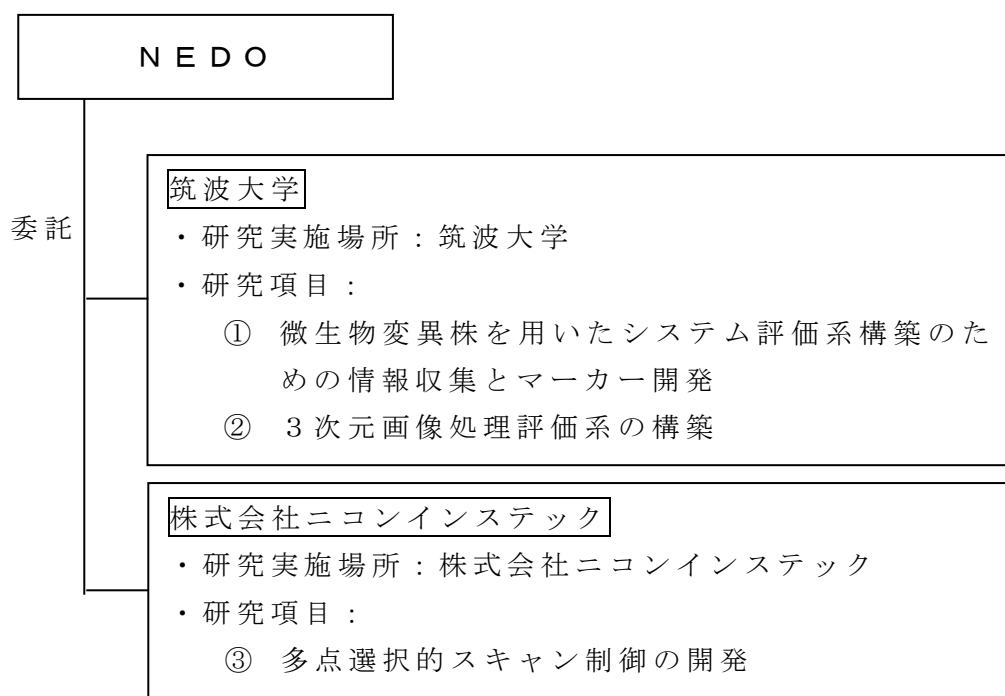 ＮＥＤＯ
委託
筑波大学
・研究実施場所：筑波大学
・研究項目：
① 微生物変異株を用いたシステム評価系構築のた
めの情報収集とマーカー開発
② ３次元画像処理評価系の構築
株式会社ニコンインステック
・研究実施場所：株式会社ニコンインステック
・研究項目：
③ 多点選択的スキャン制御の開発